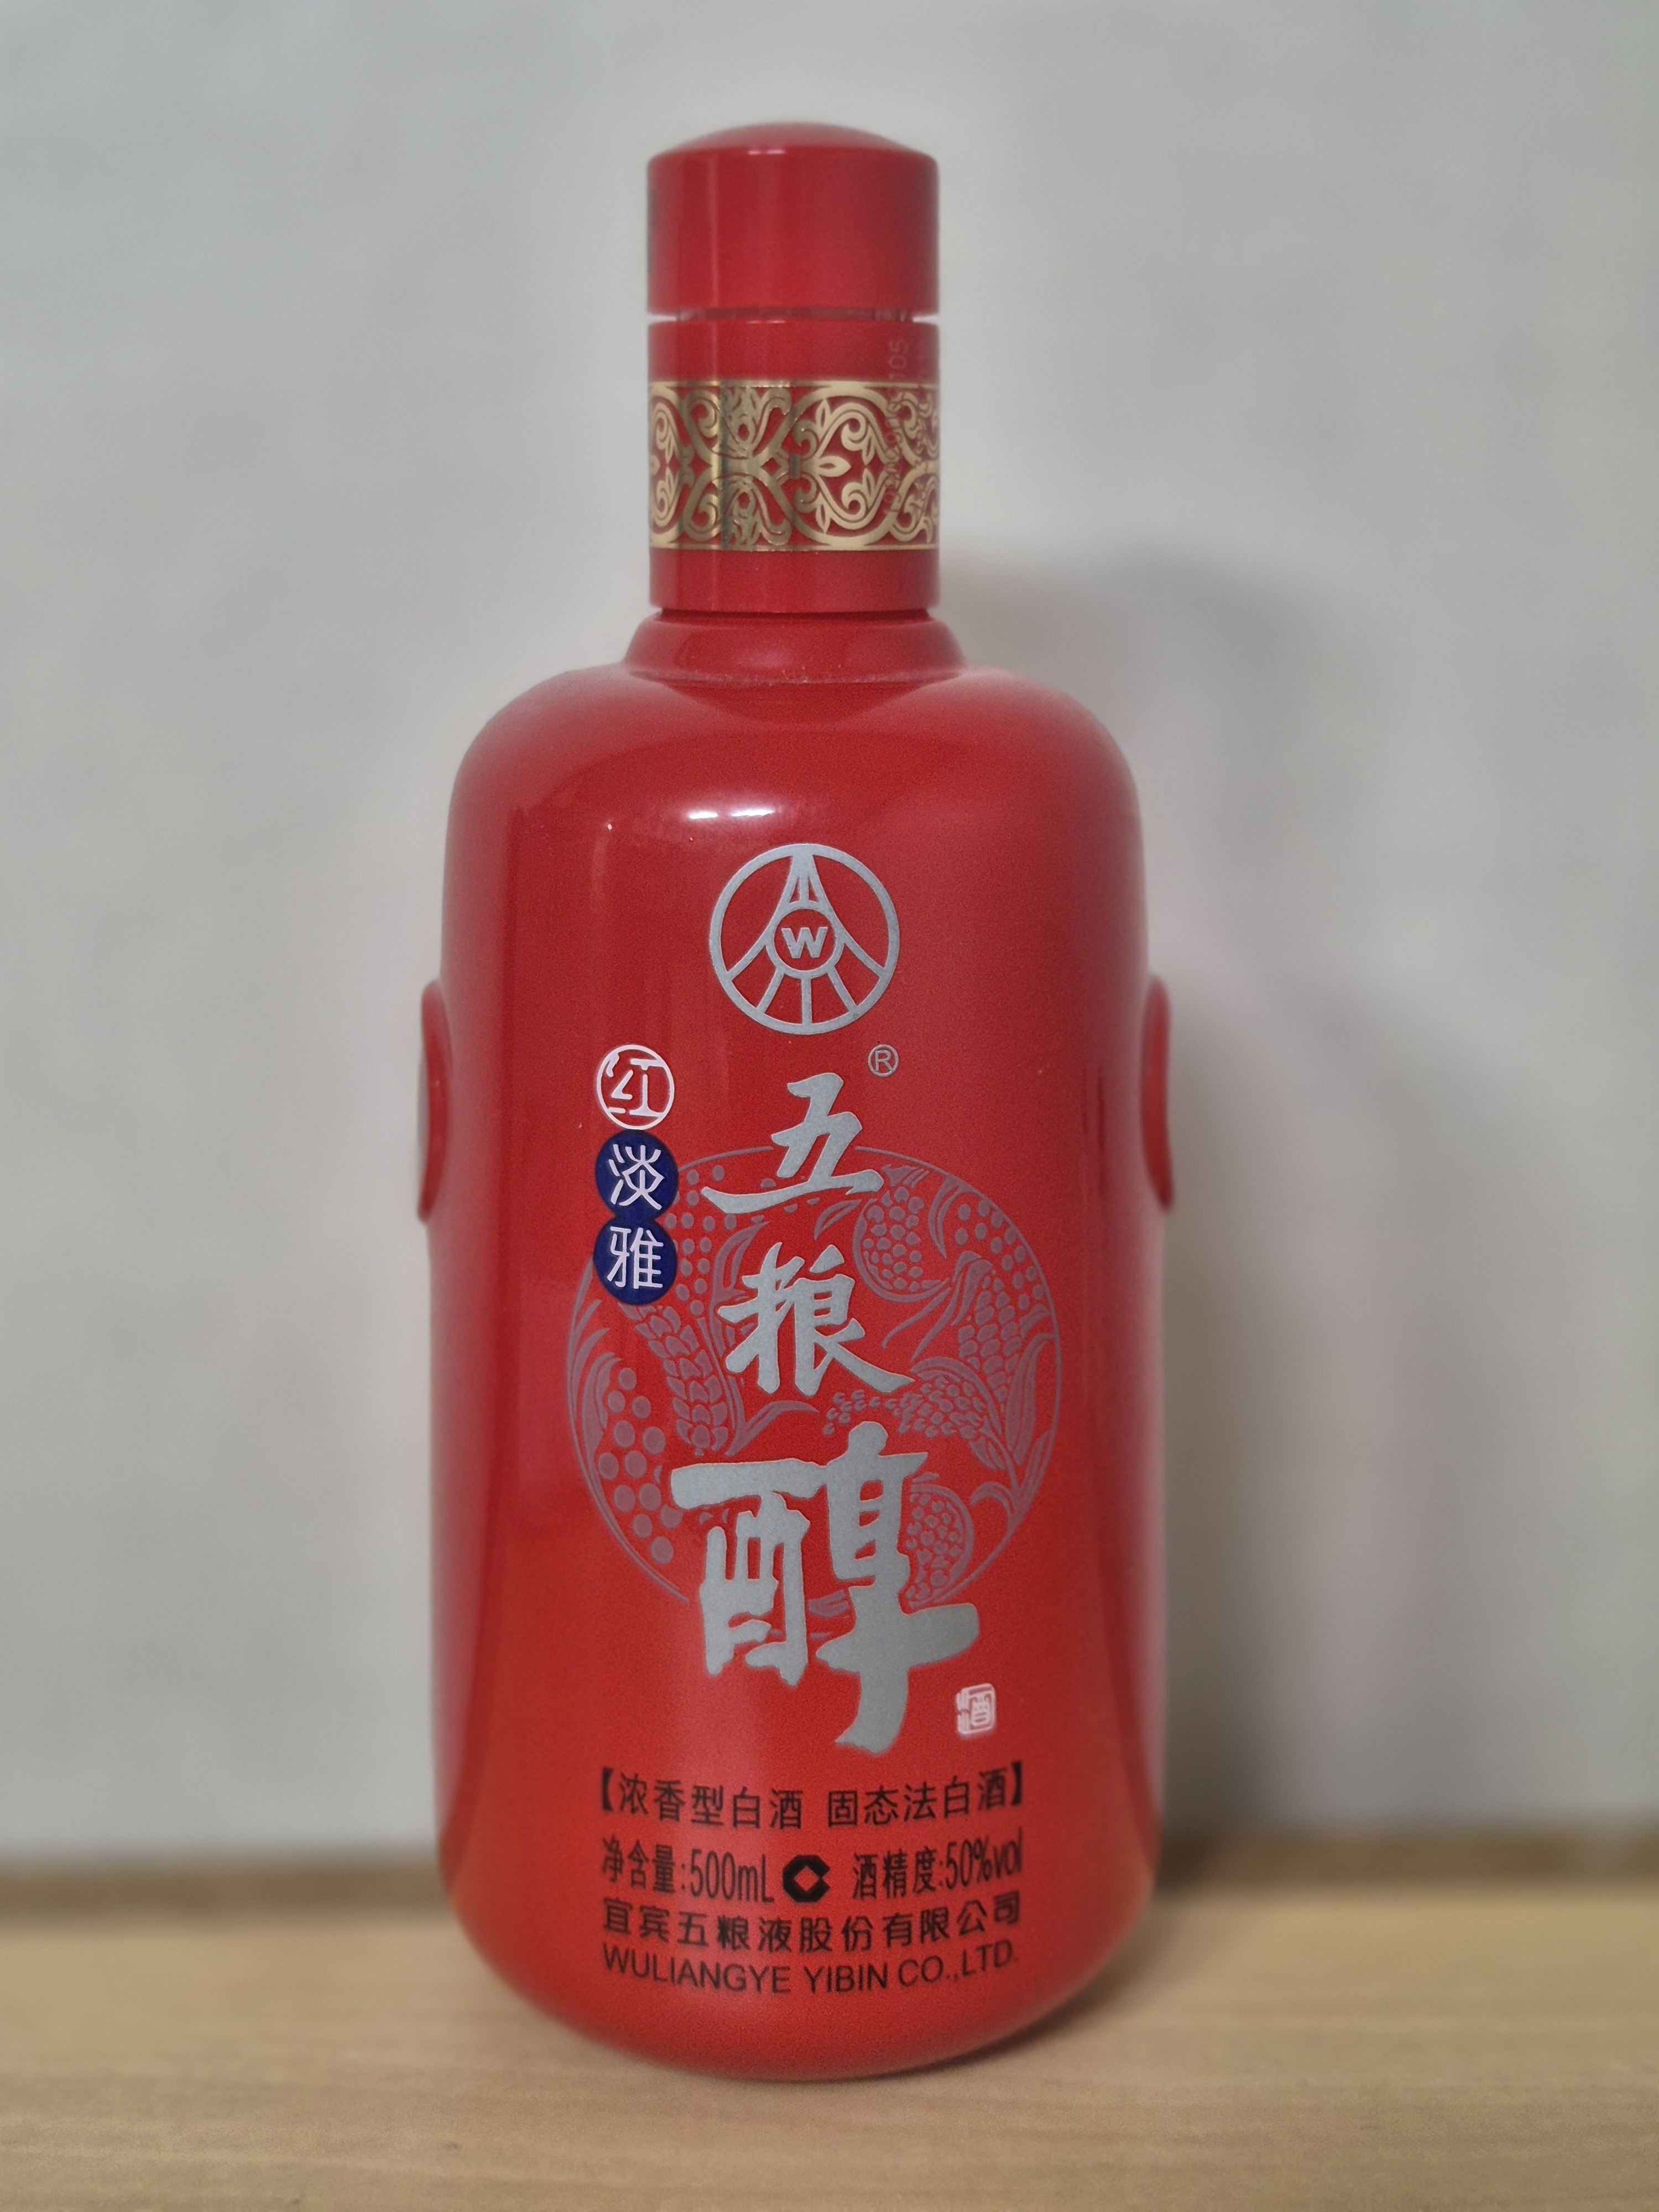 W
®
红淡雅
五粮醇
酒
【浓香型白酒 固态法白酒】
净含量:500mL 酒精度:50%vol
宜宾五粮液股份有限公司
WULIANGYE YIBIN CO.,LTD.